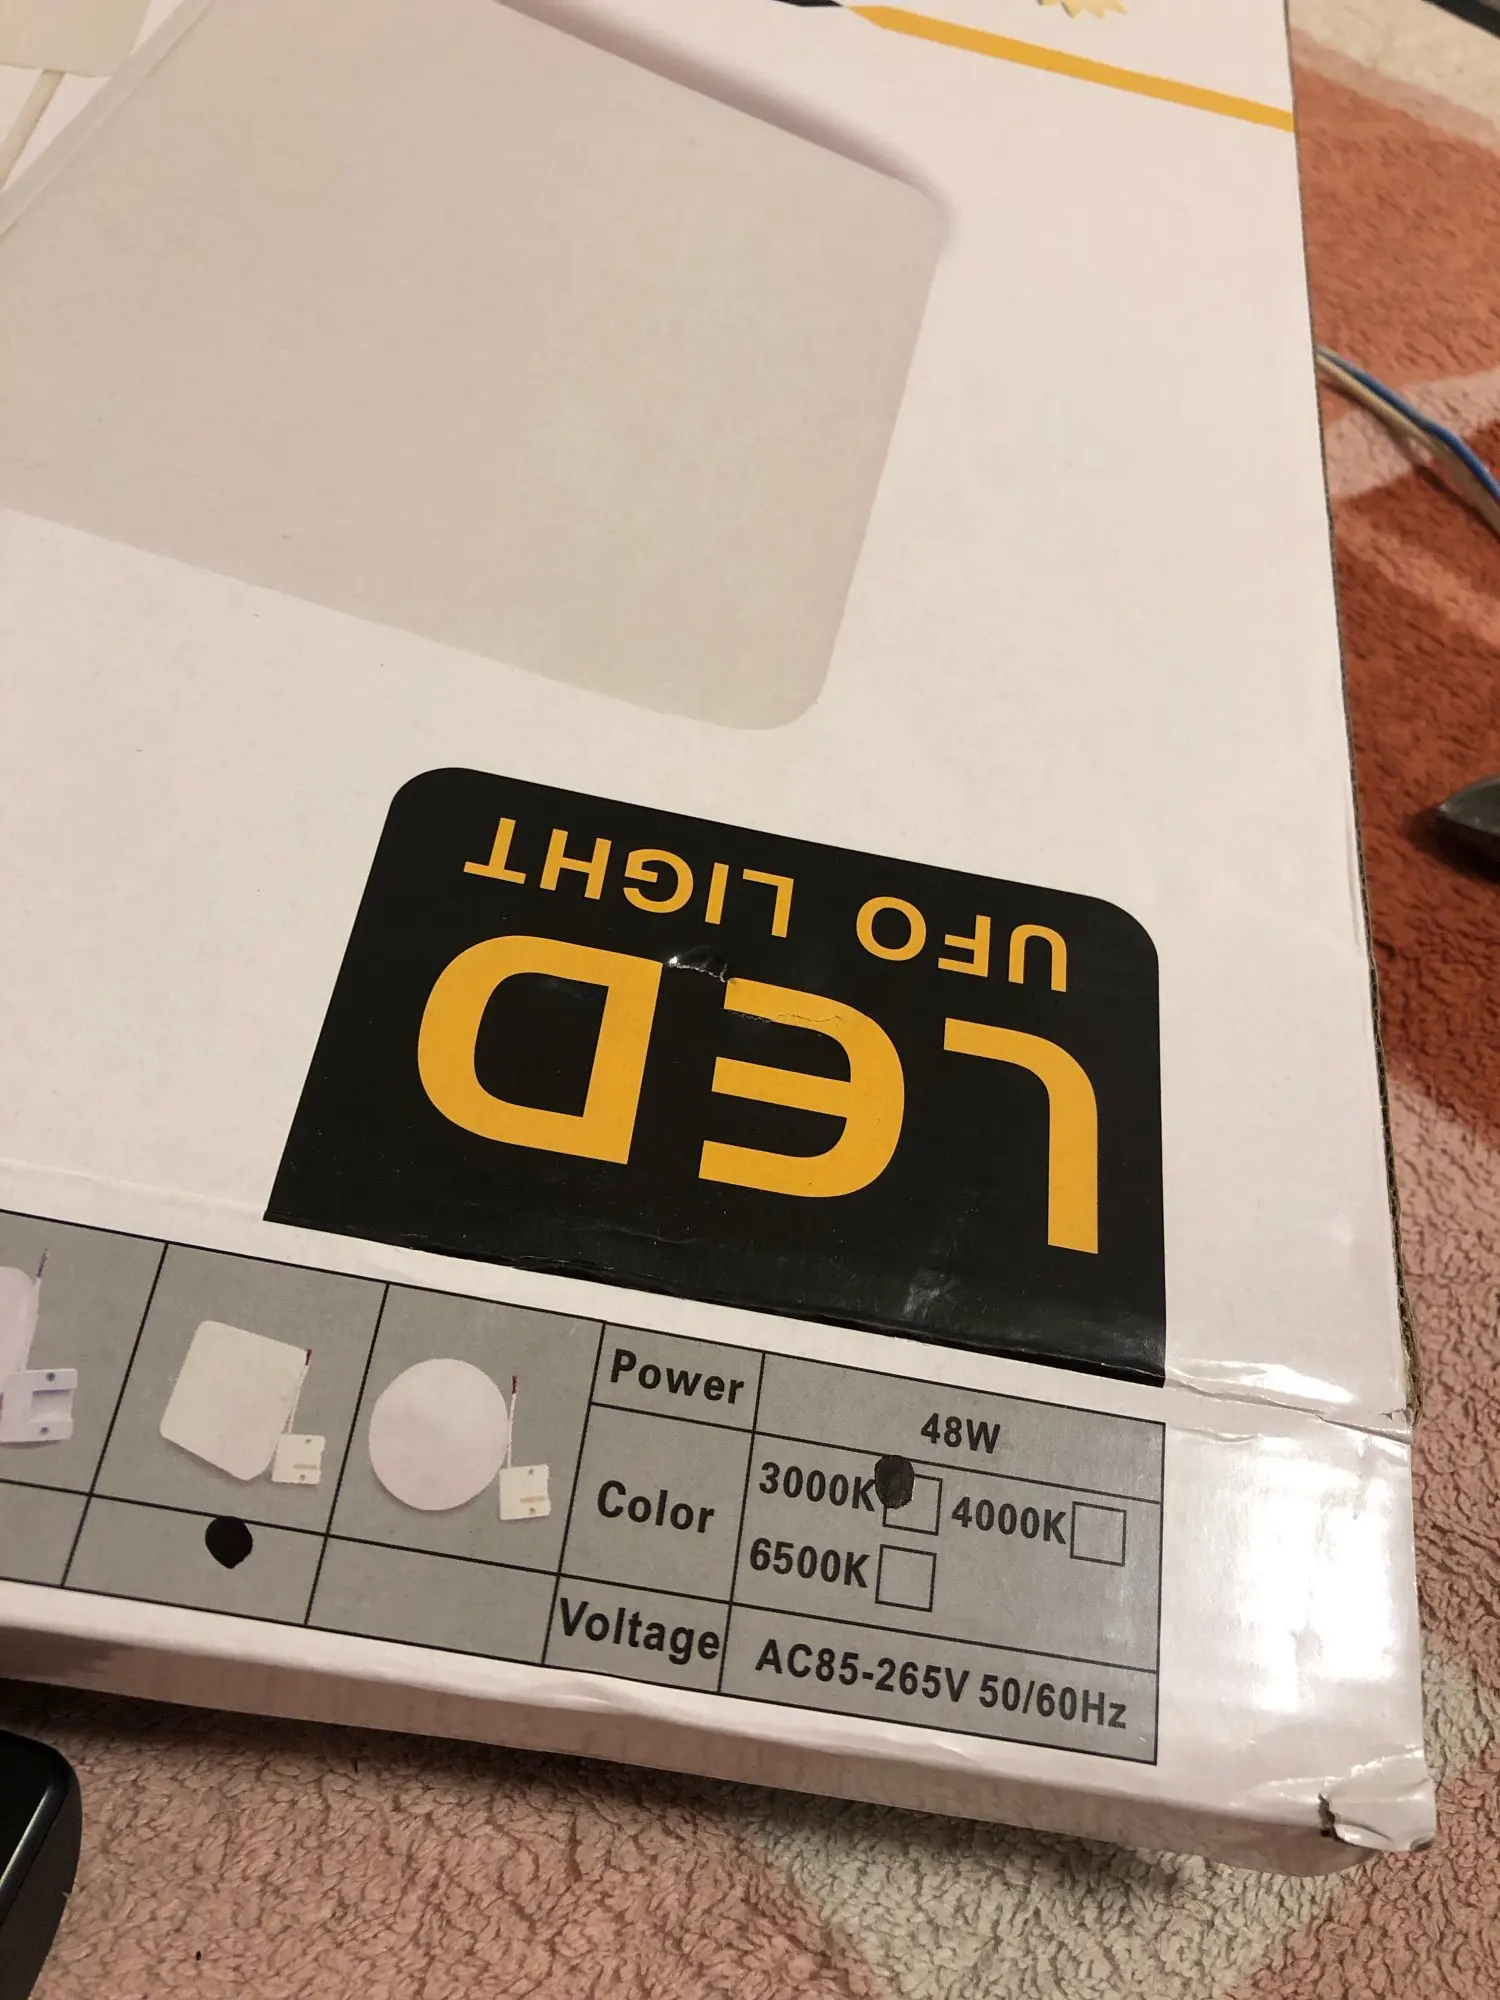 LED
UFO LIGHT
Power 48W
Color 3000K 4000K
6500K
Voltage AC85-265V 50/60Hz